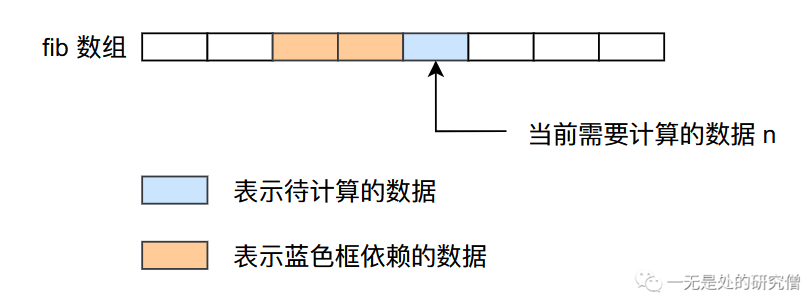 fib 数组
当前需要计算的数据 n
表示待计算的数据
表示蓝色框依赖的数据
一无是处的研究僧